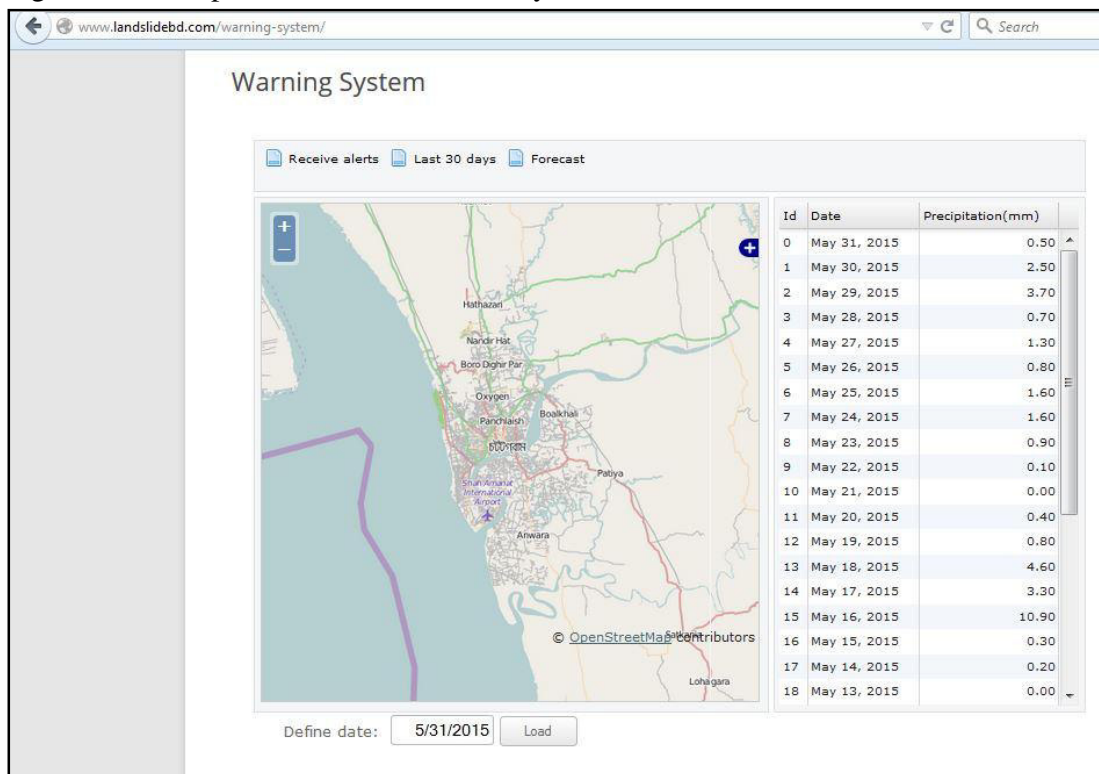 www.landslidebd.com/warning-system/
Search
Warning System
Receive alerts Last 30 days Forecast
+
−
Hathazari
Nandir Hat
Boro Dighir Par
Oxygen
Panchlaish
Boalkhali
চট্টগ্রাম
Patiya
Shah Amanat
International
Airport
Anwara
© OpenStreetMap contributors
Satkania
Lohagara
Id Date Precipitation(mm)
0 May 31, 2015 0.50
1 May 30, 2015 2.50
2 May 29, 2015 3.70
3 May 28, 2015 0.70
4 May 27, 2015 1.30
5 May 26, 2015 0.80
6 May 25, 2015 1.60
7 May 24, 2015 1.60
8 May 23, 2015 0.90
9 May 22, 2015 0.10
10 May 21, 2015 0.00
11 May 20, 2015 0.40
12 May 19, 2015 0.80
13 May 18, 2015 4.60
14 May 17, 2015 3.30
15 May 16, 2015 10.90
16 May 15, 2015 0.30
17 May 14, 2015 0.20
18 May 13, 2015 0.00
Define date: 5/31/2015 Load